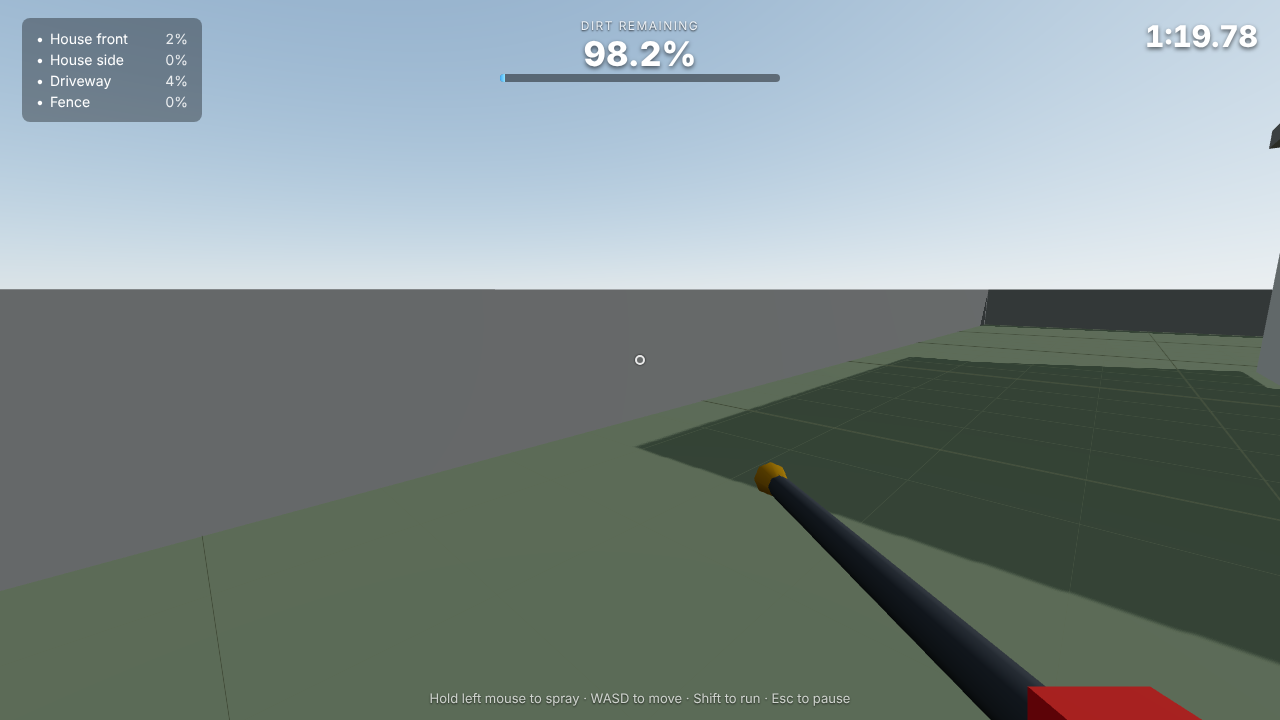 • House front 2%
• House side 0%
• Driveway 4%
• Fence 0%
DIRT REMAINING
98.2%
1:19.78
Hold left mouse to spray · WASD to move · Shift to run · Esc to pause